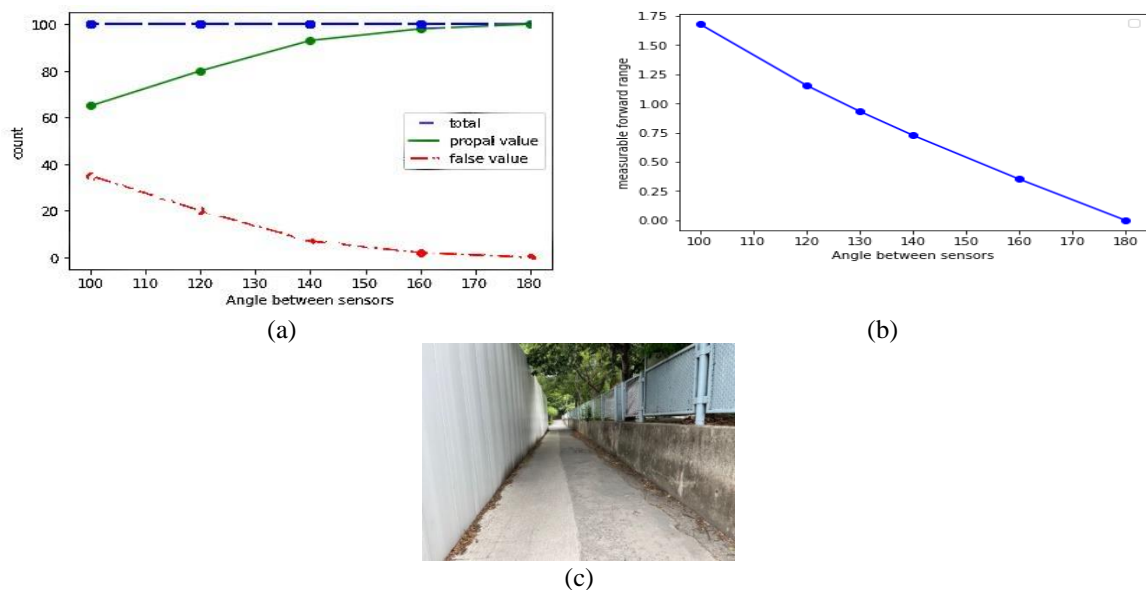 100
80
60
40
20
0
count
total
propal value
false value
100 110 120 130 140 150 160 170 180
Angle between sensors
(a)
1.75
1.50
1.25
1.00
0.75
0.50
0.25
0.00
measurable forward range
100 110 120 130 140 150 160 170 180
Angle between sensors
(b)
(c)